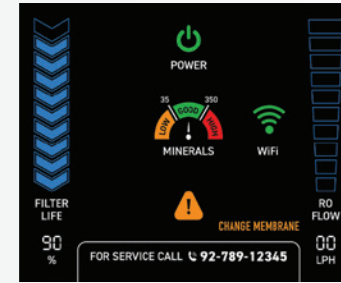 POWER
35 350
LOW GOOD HIGH
MINERALS
WiFi
FILTER
LIFE
90
%
CHANGE MEMBRANE
RO
FLOW
00
LPH
FOR SERVICE CALL 92-789-12345